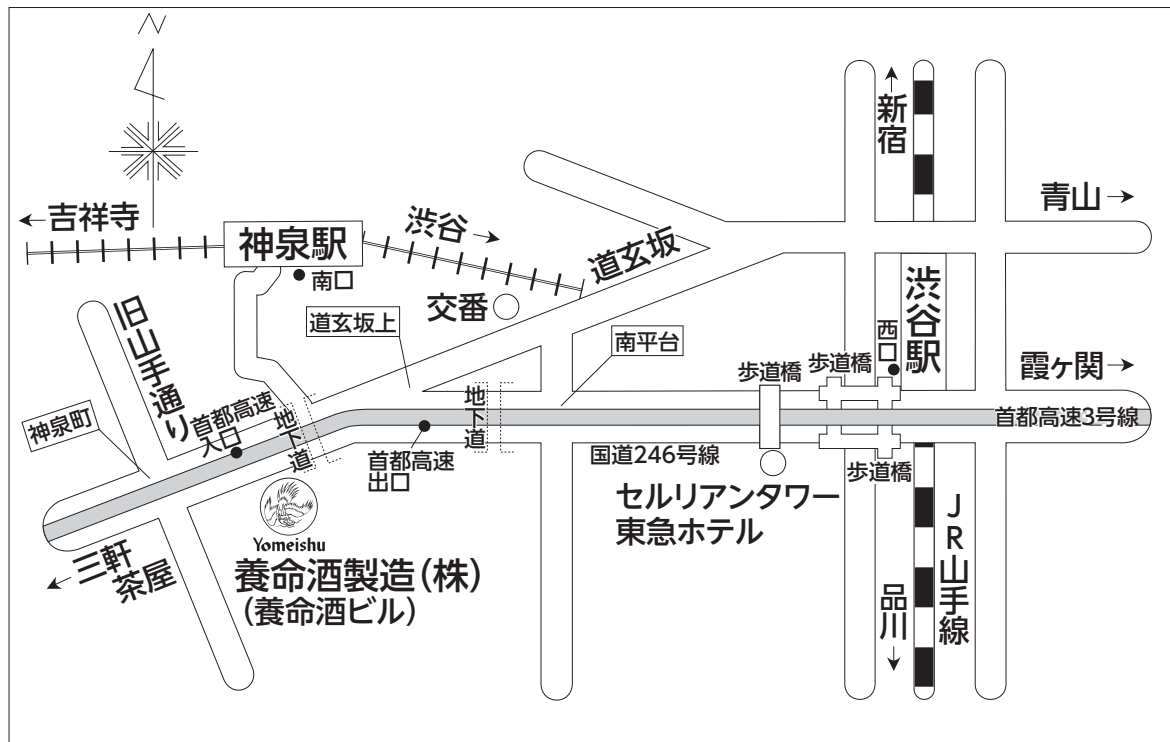 N
新宿
青山
吉祥寺
渋谷
神泉駅
道玄坂
南口
交番
渋谷駅
西口
道玄坂上
南平台
旧山手通り
歩道橋
歩道橋
霞ヶ関
神泉町
首都高速
入口
地下道
地下道
首都高速3号線
首都高速
出口
国道246号線
歩道橋
セルリアンタワー
東急ホテル
JR山手線
Yomeishu
三軒
茶屋
養命酒製造(株)
(養命酒ビル)
品川